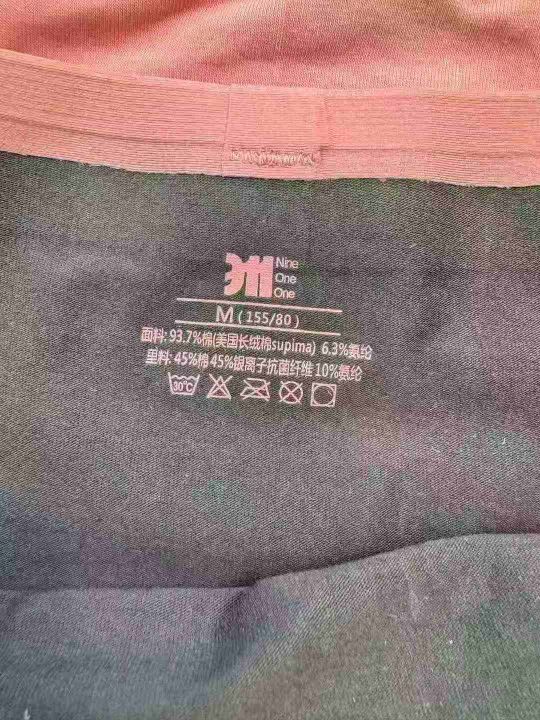 911
Nine
One
One
M (155/80)
面料: 93.7%棉(美国长绒棉supima) 6.3%氨纶
里料: 45%棉 45%银离子抗菌纤维 10%氨纶
30°C